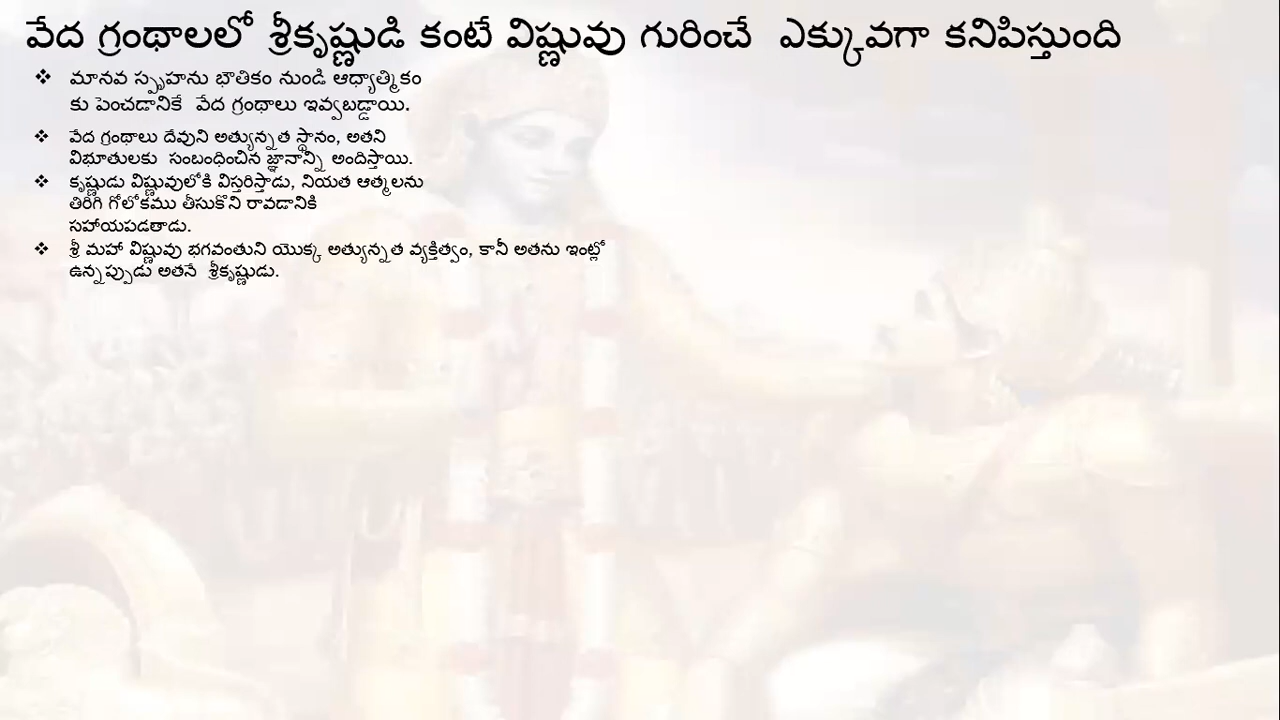 వేద గ్రంథాలలో శ్రీకృష్ణుడి కంటే విష్ణువు గురించే ఎక్కువగా కనిపిస్తుంది
❖ మానవ స్పృహను భౌతికం నుండి ఆధ్యాత్మికం
కు పెంచడానికే వేద గ్రంథాలు ఇవ్వబడ్డాయి.
❖ వేద గ్రంథాలు దేవుని అత్యున్నత స్థానం, అతని
విభూతులకు సంబంధించిన జ్ఞానాన్ని అందిస్తాయి.
❖ కృష్ణుడు విష్ణువులోకి విస్తరిస్తాడు, నియత ఆత్మలను
తిరిగి గోలోకము తీసుకొని రావడానికి
సహాయపడతాడు.
❖ శ్రీ మహా విష్ణువు భగవంతుని యొక్క అత్యున్నత వ్యక్తిత్వం, కానీ అతను ఇంట్లో
ఉన్నప్పుడు అతనే శ్రీకృష్ణుడు.